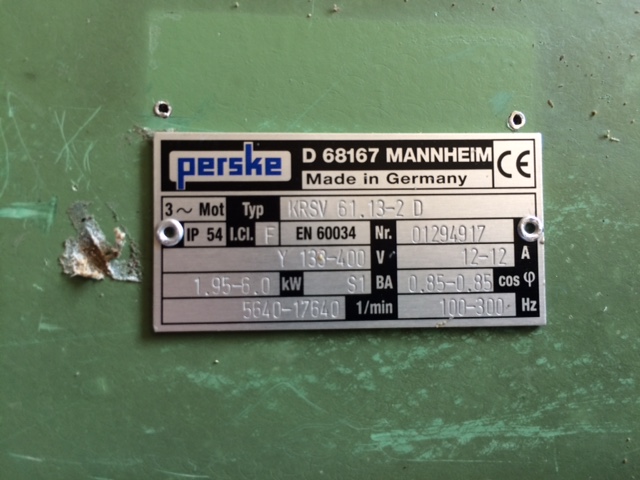 perske D 68167 MANNHEIM CE
Made in Germany
3~ Mot Typ KRSV 61.13-2 D
IP 54 I.Cl. F EN 60034 Nr. 01294917
Y 133-400 V 12-12 A
1.95-6.0 kW S1 BA 0.85-0.85 cos φ
5640-17640 1/min 100-300 Hz